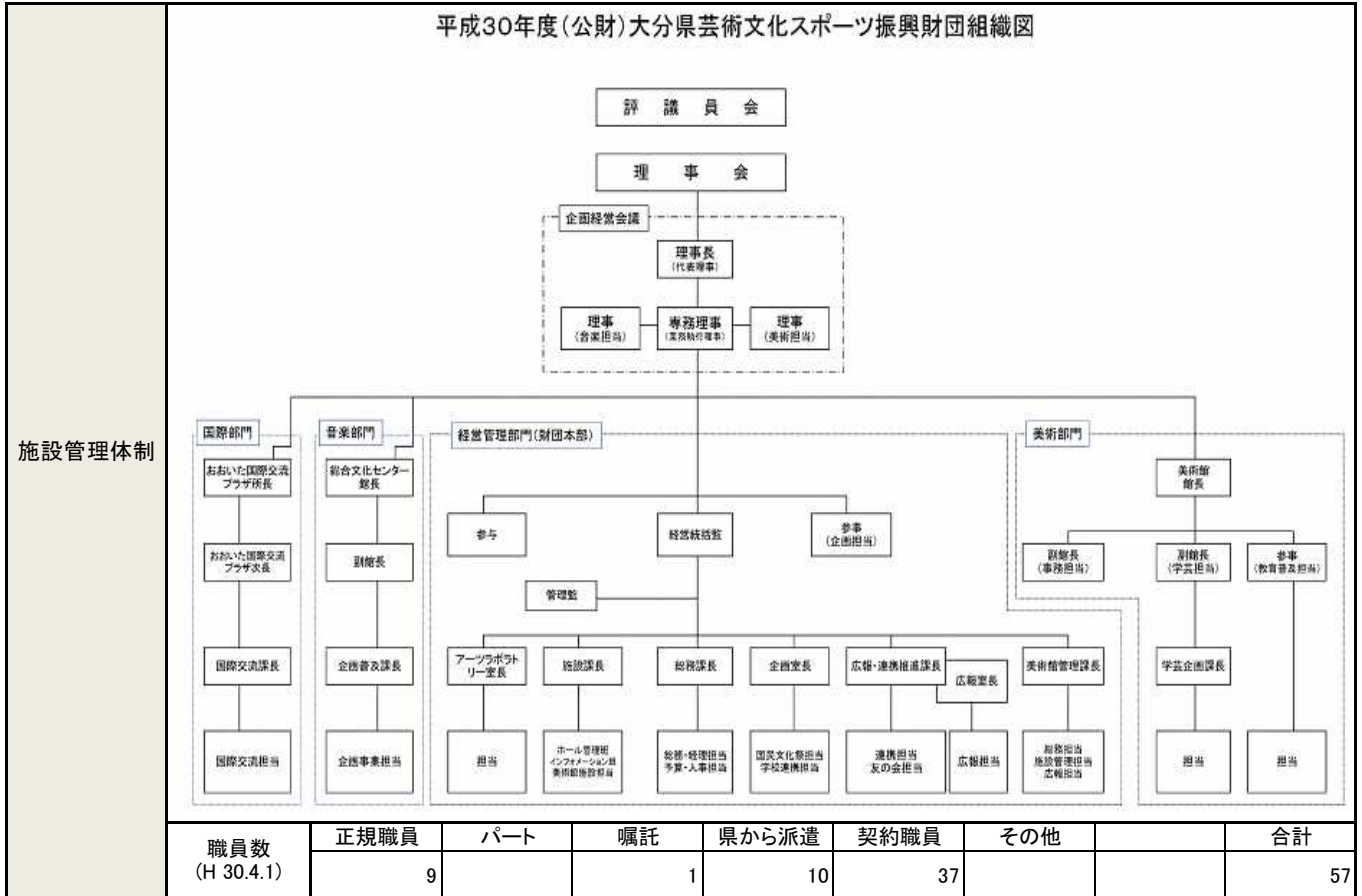 平成30年度(公財)大分県芸術文化スポーツ振興財団組織図
評 議 員 会
理 事 会
企画経営会議
理事長
(代表理事)
理事
(音楽担当)
専務理事
(業務執行理事)
理事
(美術担当)
施設管理体制
国際部門
おおいた国際交流
プラザ所長
おおいた国際交流
プラザ次長
国際交流課長
国際交流担当
音楽部門
総合文化センター
館長
副館長
企画普及課長
企画事業担当
経営管理部門(財団本部)
参与
経営統括監
参事
(企画担当)
管理監
アーツラボラト
リー室長
担当
施設課長
ホール管理班
インフォメーション班
美術館施設担当
総務課長
総務・経理担当
予算・人事担当
企画室長
国民文化祭担当
学校連携担当
広報・連携推進課長
連携担当
友の会担当
広報室長
広報担当
美術館管理課長
総務担当
施設管理担当
広報担当
美術部門
美術館
館長
副館長
(事務担当)
副館長
(学芸担当)
参事
(教育普及担当)
学芸企画課長
担当
担当
職員数
(H 30.4.1)
正規職員 パート 嘱託 県から派遣 契約職員 その他 合計
9 1 10 37 57